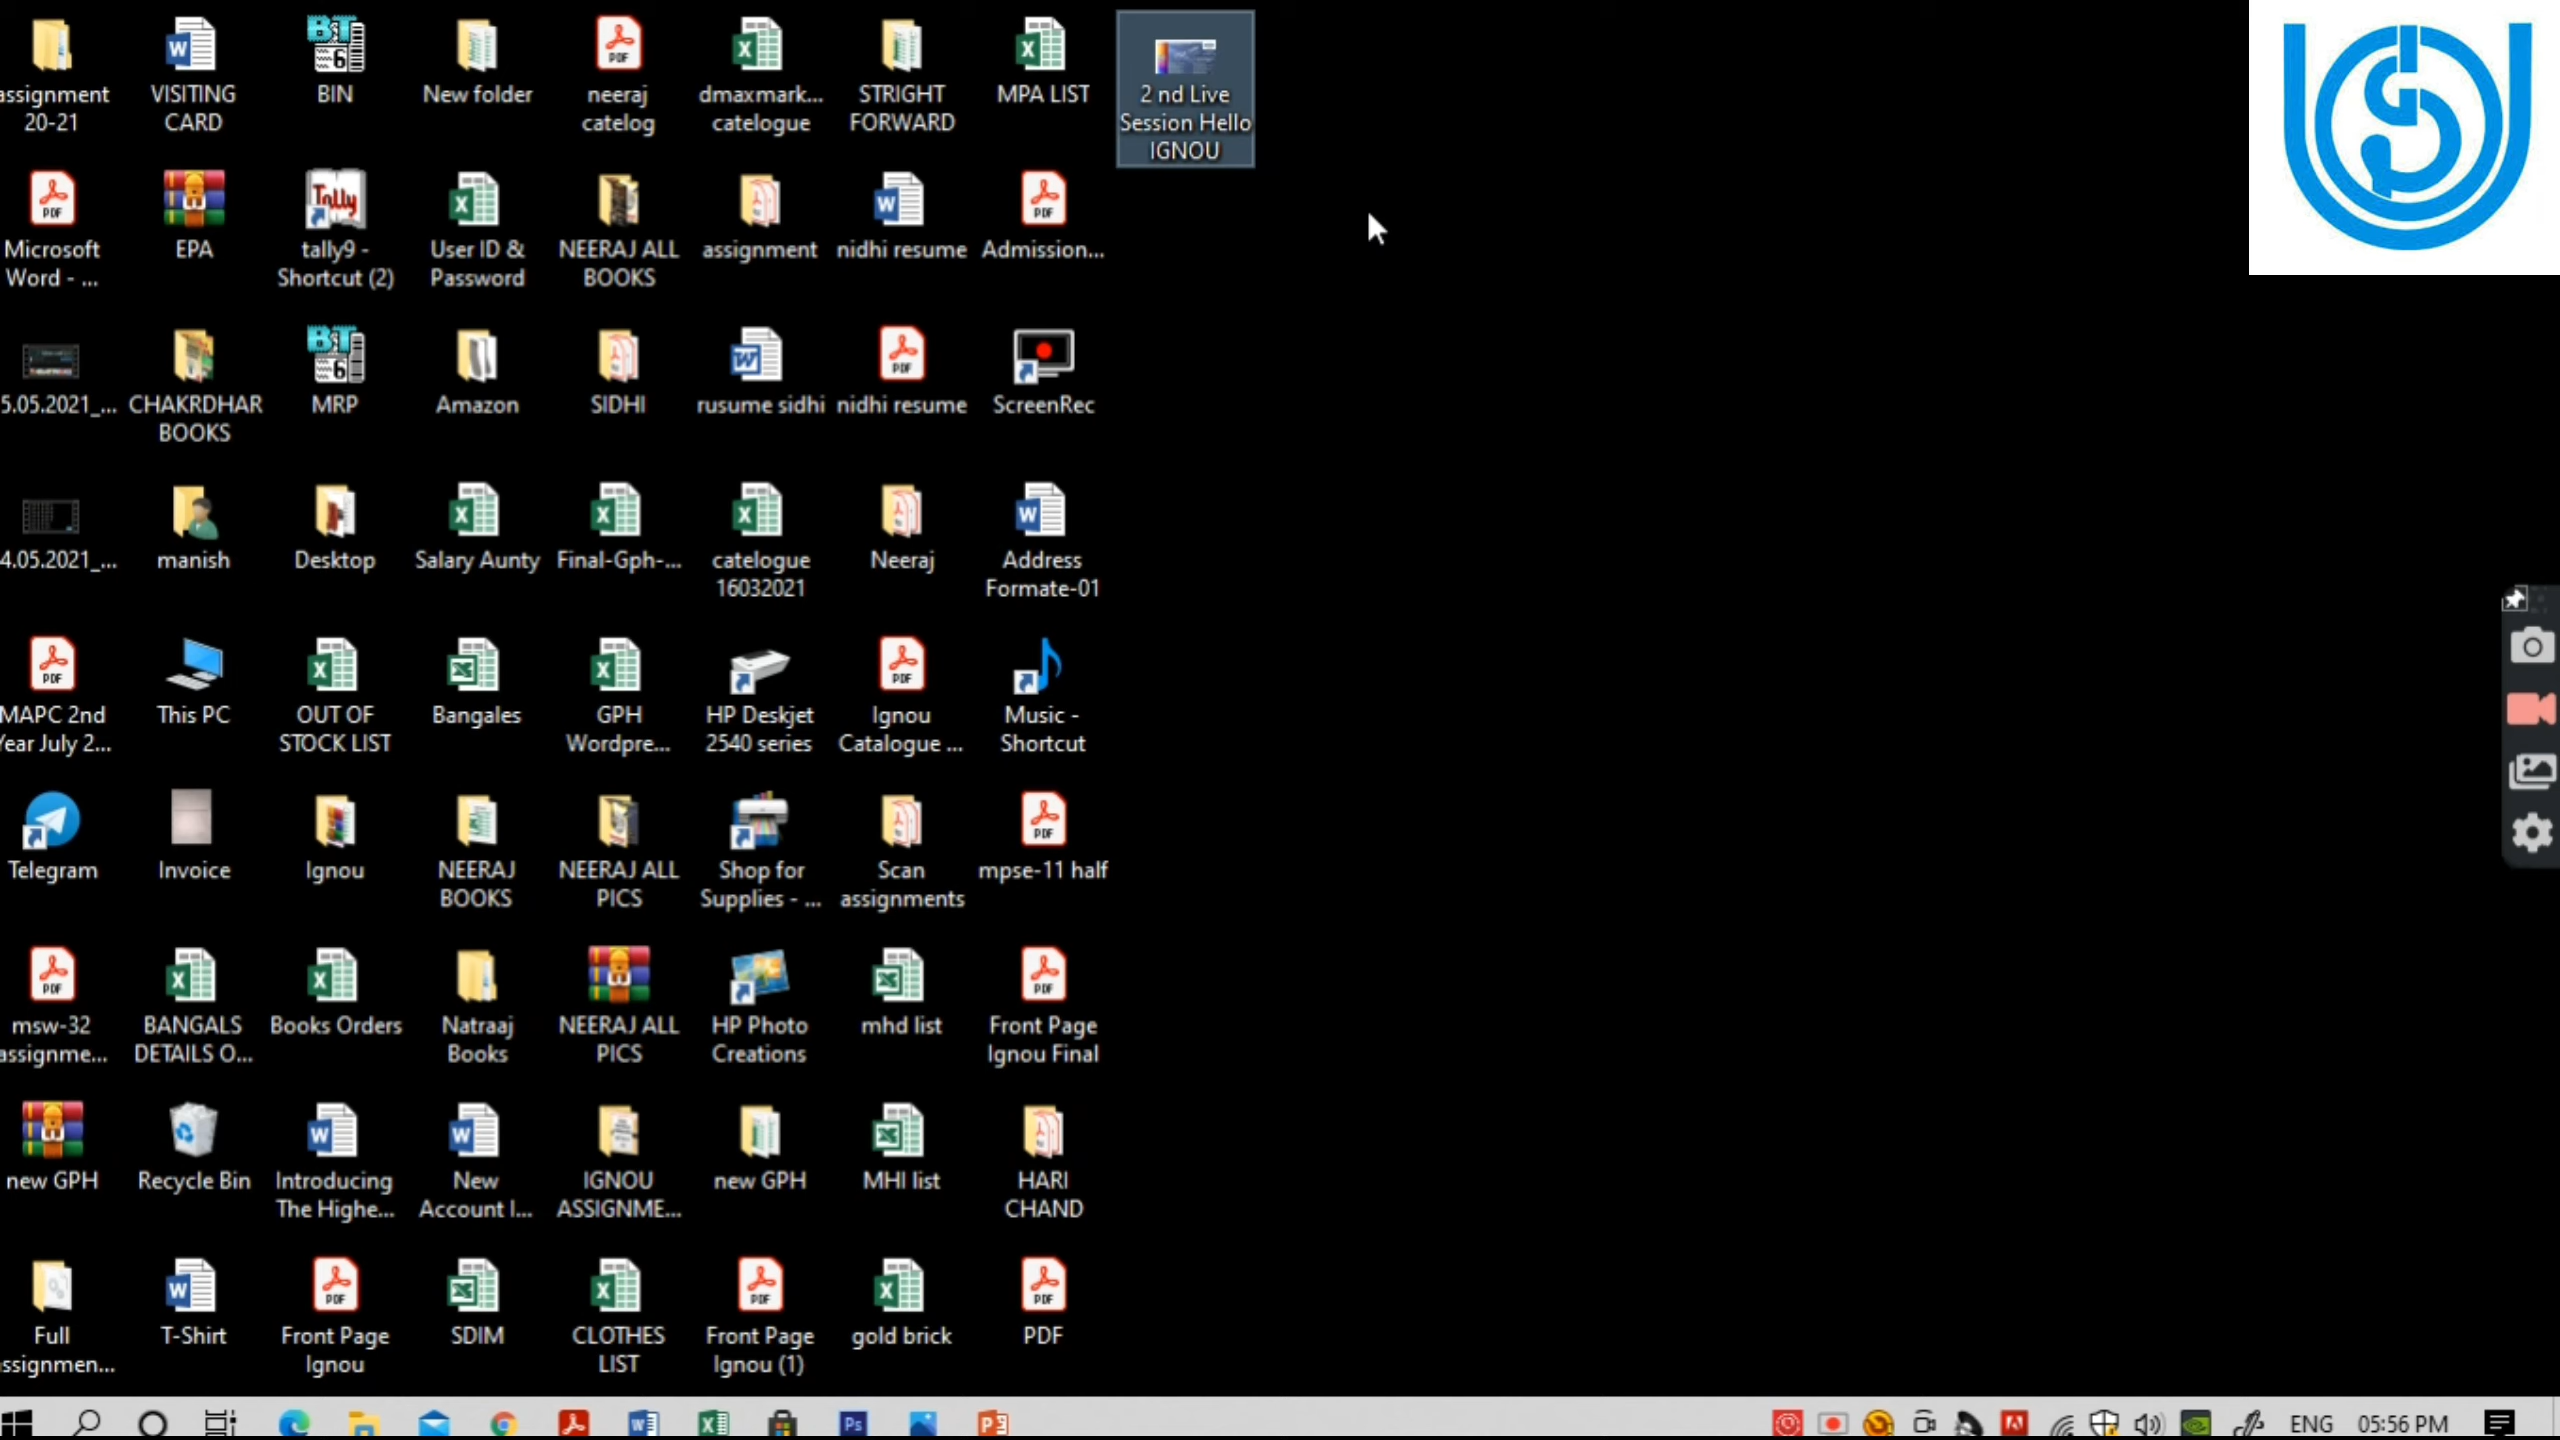 assignment
20-21
VISITING
CARD
BIN
New folder
neeraj
catelog
dmaxmark...
catelogue
STRIGHT
FORWARD
MPA LIST
2 nd Live
Session Hello
IGNOU
Microsoft
Word - ...
EPA
tally9 -
Shortcut (2)
User ID &
Password
NEERAJ ALL
BOOKS
assignment
nidhi resume
Admission...
5.05.2021_...
CHAKRDHAR
BOOKS
MRP
Amazon
SIDHI
rusume sidhi
nidhi resume
ScreenRec
4.05.2021_...
manish
Desktop
Salary Aunty
Final-Gph-...
catelogue
16032021
Neeraj
Address
Formate-01
MAPC 2nd
Year July 2...
This PC
OUT OF
STOCK LIST
Bangales
GPH
Wordpre...
HP Deskjet
2540 series
Ignou
Catalogue ...
Music -
Shortcut
Telegram
Invoice
Ignou
NEERAJ
BOOKS
NEERAJ ALL
PICS
Shop for
Supplies - ...
Scan
assignments
mpse-11 half
msw-32
assignme...
BANGALS
DETAILS O...
Books Orders
Natraaj
Books
NEERAJ ALL
PICS
HP Photo
Creations
mhd list
Front Page
Ignou Final
new GPH
Recycle Bin
Introducing
The Highe...
New
Account I...
IGNOU
ASSIGNME...
new GPH
MHI list
HARI
CHAND
Full
ssignmen...
T-Shirt
Front Page
Ignou
SDIM
CLOTHES
LIST
Front Page
Ignou (1)
gold brick
PDF
ENG 05:56 PM